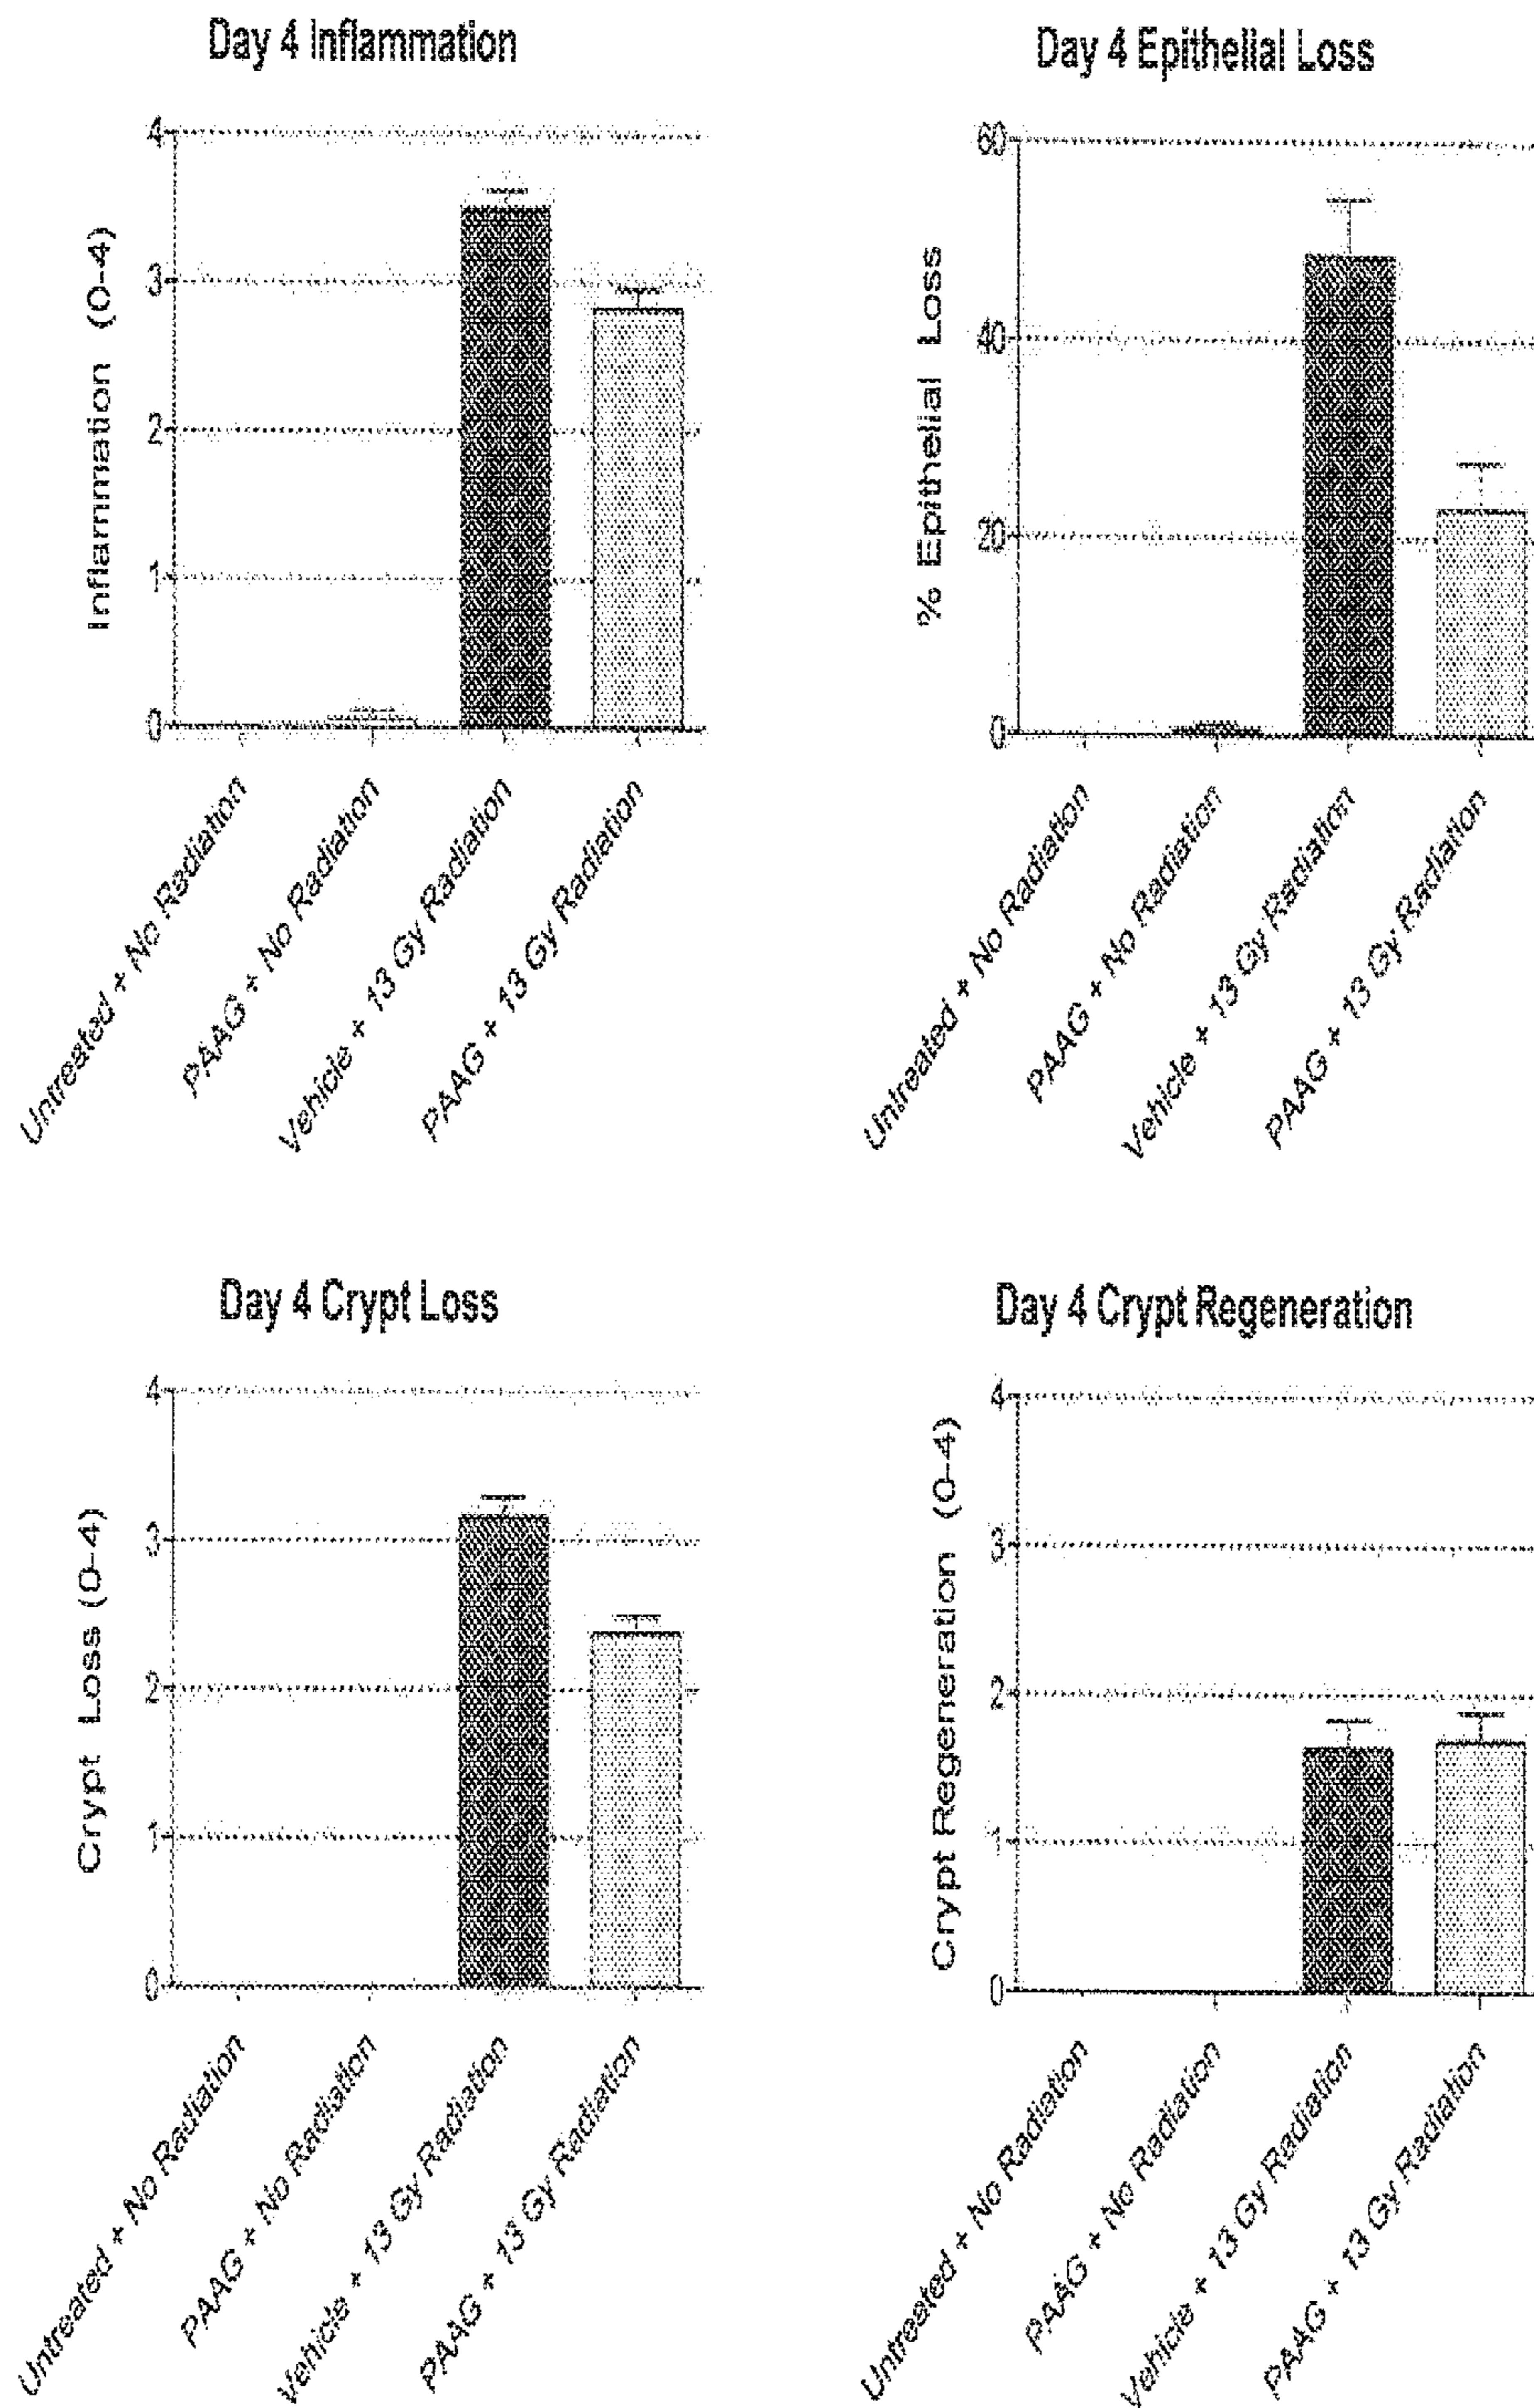 Day 4 Inflammation
Inflammation (0-4)
4
3
2
1
0
Untreated + No Radiation
PAAG + No Radiation
Vehicle + 13 Gy Radiation
PAAG + 13 Gy Radiation
Day 4 Epithelial Loss
% Epithelial Loss
60
40
20
0
Untreated + No Radiation
PAAG + No Radiation
Vehicle + 13 Gy Radiation
PAAG + 13 Gy Radiation
Day 4 Crypt Loss
Crypt Loss (0-4)
4
3
2
1
0
Untreated + No Radiation
PAAG + No Radiation
Vehicle + 13 Gy Radiation
PAAG + 13 Gy Radiation
Day 4 Crypt Regeneration
Crypt Regeneration (0-4)
4
3
2
1
0
Untreated + No Radiation
PAAG + No Radiation
Vehicle + 13 Gy Radiation
PAAG + 13 Gy Radiation